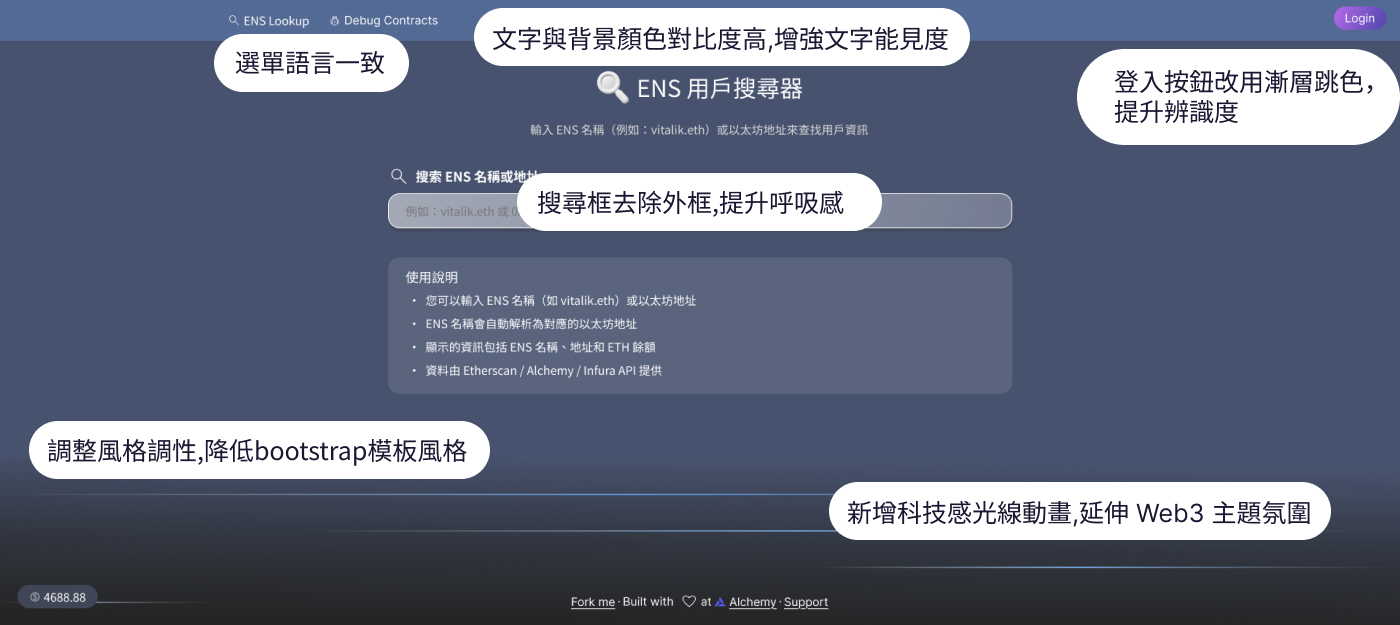 ENS Lookup
Debug Contracts
Login
文字與背景顏色對比度高,增強文字能見度
選單語言一致
登入按鈕改用漸層跳色,
提升辨識度
ENS 用戶搜尋器
輸入 ENS 名稱（例如：vitalik.eth）或以太坊地址來查找用戶資訊
搜索 ENS 名稱或地址
例如：vitalik.eth 或 0
搜尋框去除外框,提升呼吸感
使用說明
• 您可以輸入 ENS 名稱（如 vitalik.eth）或以太坊地址
• ENS 名稱會自動解析為對應的以太坊地址
• 顯示的資訊包括 ENS 名稱、地址和 ETH 餘額
• 資料由 Etherscan / Alchemy / Infura API 提供
調整風格調性,降低bootstrap模板風格
新增科技感光線動畫,延伸 Web3 主題氛圍
4688.88
Fork me · Built with ♡ at Alchemy · Support